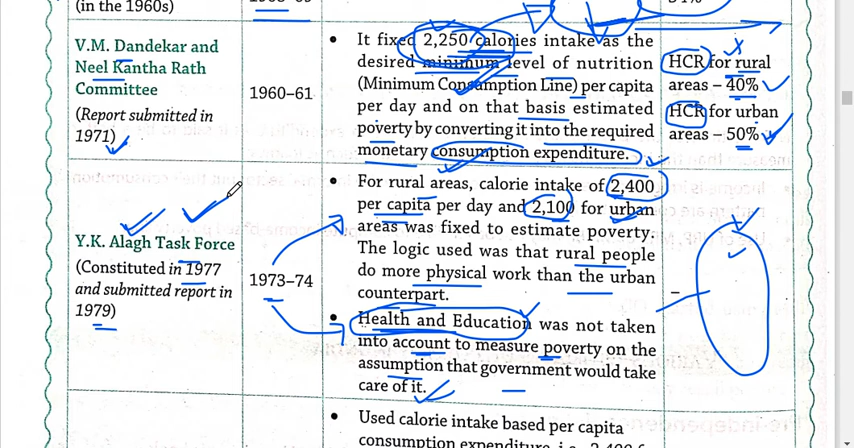 (in the 1960s)
V.M. Dandekar and
Neel Kantha Rath
Committee
(Report submitted in
1971)
1960–61
• It fixed 2,250 calories intake as the
desired minimum level of nutrition
(Minimum Consumption Line) per capita
per day and on that basis estimated
poverty by converting it into the required
monetary consumption expenditure.
HCR for rural
areas – 40%
HCR for urban
areas – 50%
Y.K. Alagh Task Force
(Constituted in 1977
and submitted report in
1979)
1973–74
• For rural areas, calorie intake of 2,400
per capita per day and 2,100 for urban
areas was fixed to estimate poverty.
The logic used was that rural people
do more physical work than the urban
counterpart.
• Health and Education was not taken
into account to measure poverty on the
assumption that government would take
care of it.
–
• Used calorie intake based per capita